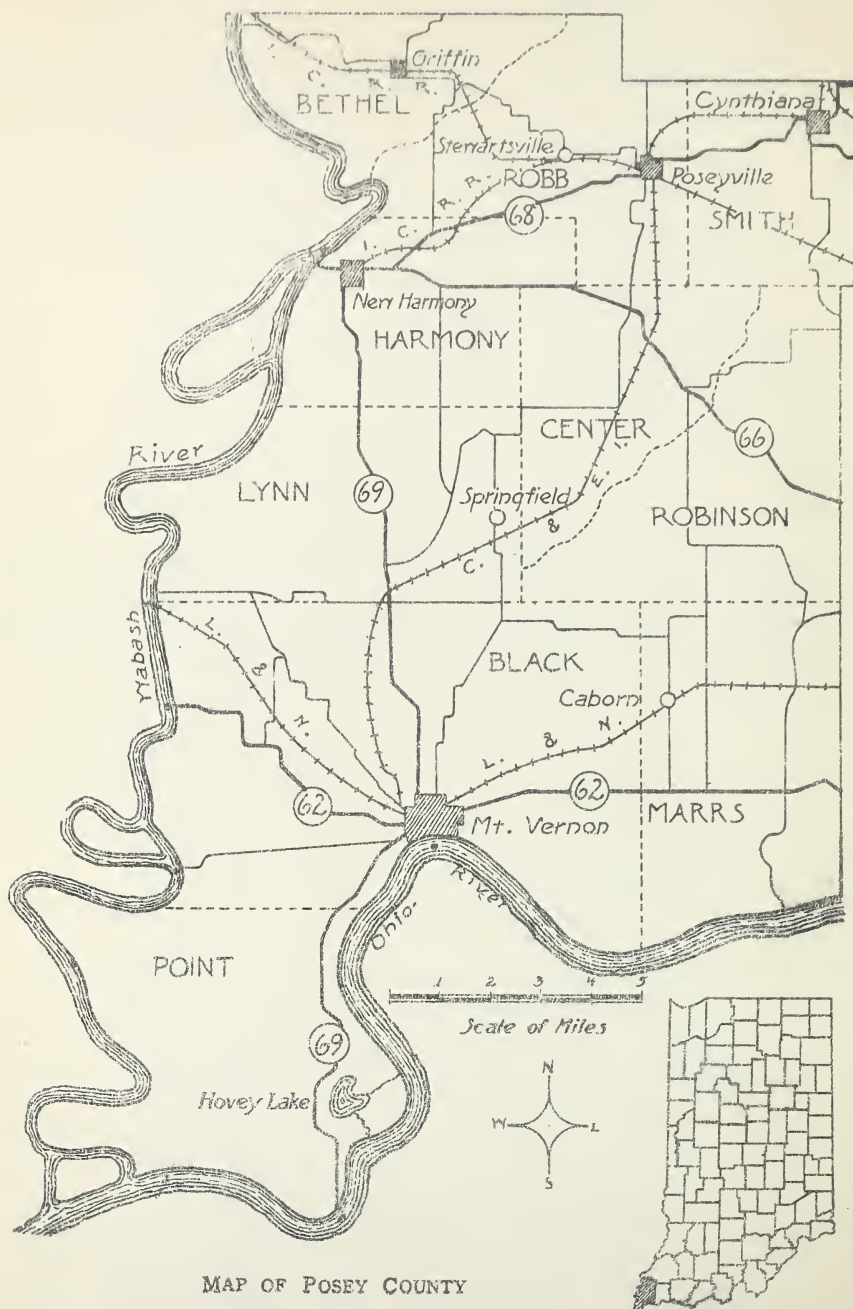 Griffin
C. R. R.
BETHEL
Cynthiana
Stewartsville
ROBB
Poseyville
I. C. R. R.
68
SMITH
New Harmony
HARMONY
CENTER
River
66
LYNN
69
Springfield
C. & E. I.
ROBINSON
Wabash
L. & N.
BLACK
Caborn
L. & N.
62
62
MARRS
Mt. Vernon
Ohio River
POINT
1 2 3 4 5
Scale of Miles
69
Hovey Lake
N
W
S
MAP OF POSEY COUNTY